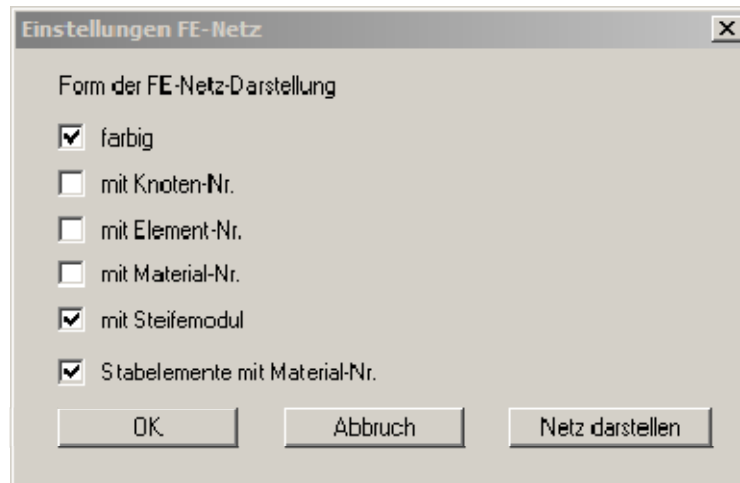 Einstellungen FE-Netz
Form der FE-Netz-Darstellung
farbig
mit Knoten-Nr.
mit Element-Nr.
mit Material-Nr.
mit Steifemodul
Stabelemente mit Material-Nr.
OK Abbruch Netz darstellen